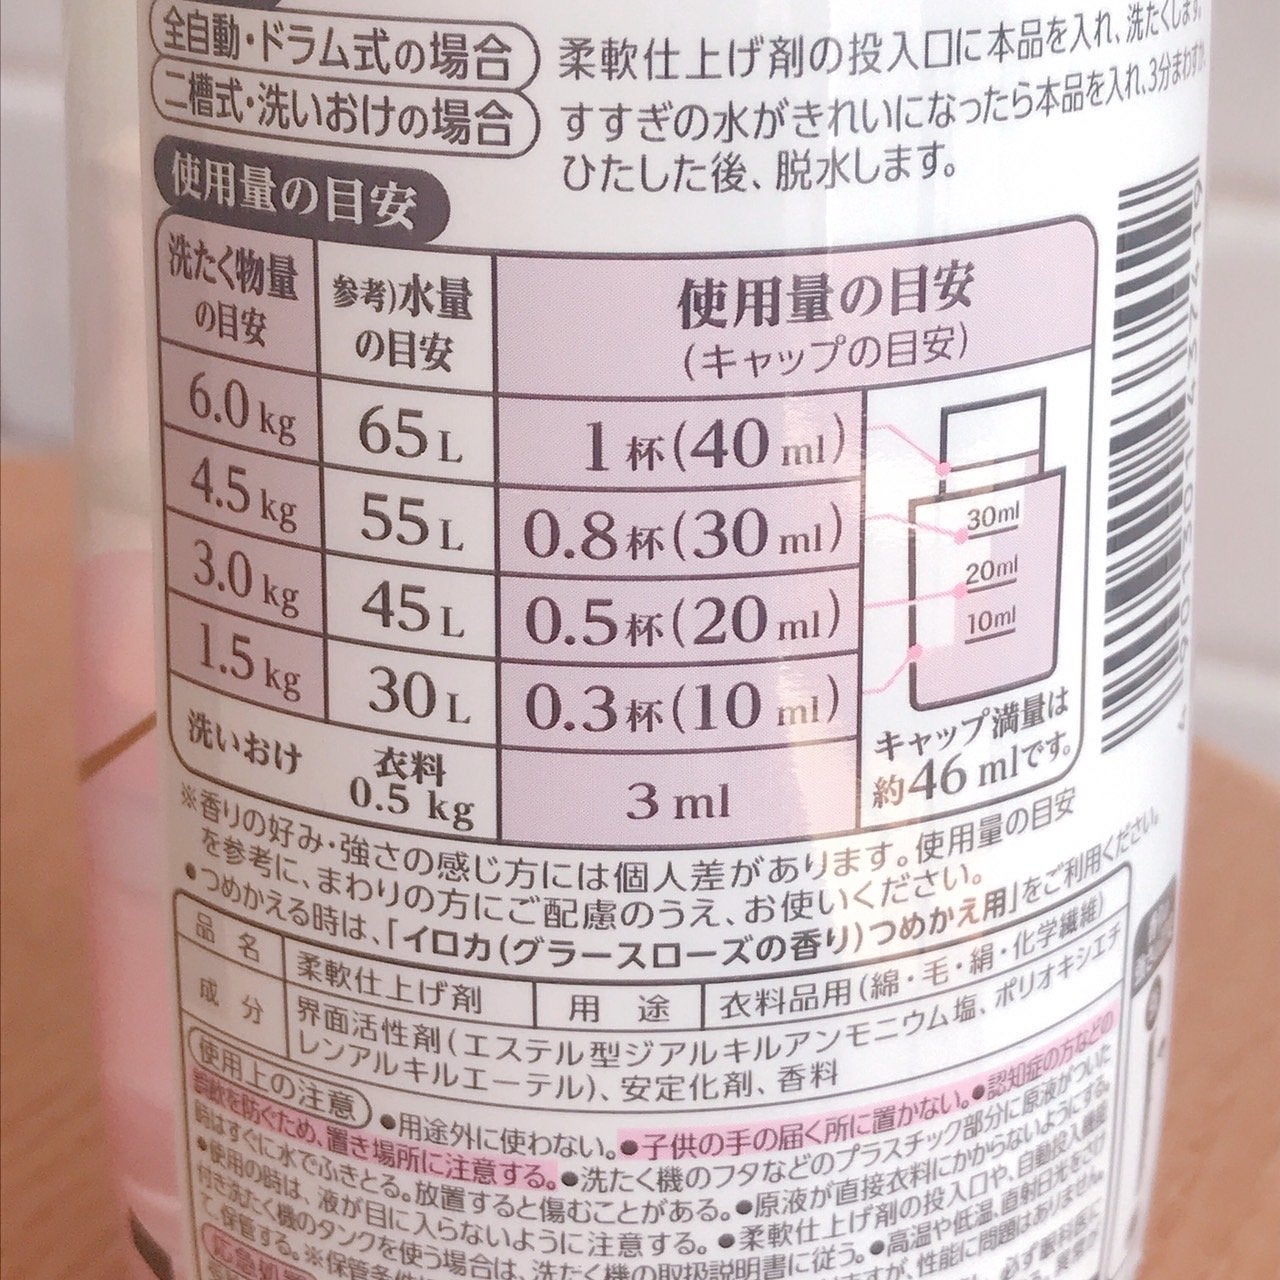 全自動・ドラム式の場合 柔軟仕上げ剤の投入口に本品を入れ、洗たくします。
二槽式・洗いおけの場合 すすぎの水がきれいになったら本品を入れ、3分まわすか、
ひたした後、脱水します。
使用量の目安
洗たく物量の目安 参考)水量の目安 使用量の目安
(キャップの目安)
6.0kg 65L 1杯(40ml)
4.5kg 55L 0.8杯(30ml)
3.0kg 45L 0.5杯(20ml)
1.5kg 30L 0.3杯(10ml)
洗いおけ 衣料0.5kg 3ml
30ml
20ml
10ml
キャップ満量は
約46mlです。
※香りの好み・強さの感じ方には個人差があります。使用量の目安
を参考に、まわりの方にご配慮のうえ、お使いください。
●つめかえる時は、「イロカ(グラースローズの香り)つめかえ用」をご利用ください。
品名 柔軟仕上げ剤 用途 衣料品用(綿・毛・絹・化学繊維)
成分 界面活性剤(エステル型ジアルキルアンモニウム塩、ポリオキシエチ
レンアルキルエーテル)、安定化剤、香料
使用上の注意 ●用途外に使わない。●子供の手の届く所に置かない。●認知症の方などの
誤飲を防ぐため、置き場所に注意する。●洗たく機のフタなどのプラスチック部分に原液がついた
時はすぐに水でふきとる。放置すると傷むことがある。●原液が直接衣料にかからないようにする。
●使用の時は、液が目に入らないように注意する。●柔軟仕上げ剤の投入口や、自動投入機能
付き洗たく機のタンクを使う場合は、洗たく機の取扱説明書に従う。●高温や低温、直射日光をさけ
て、保管する。